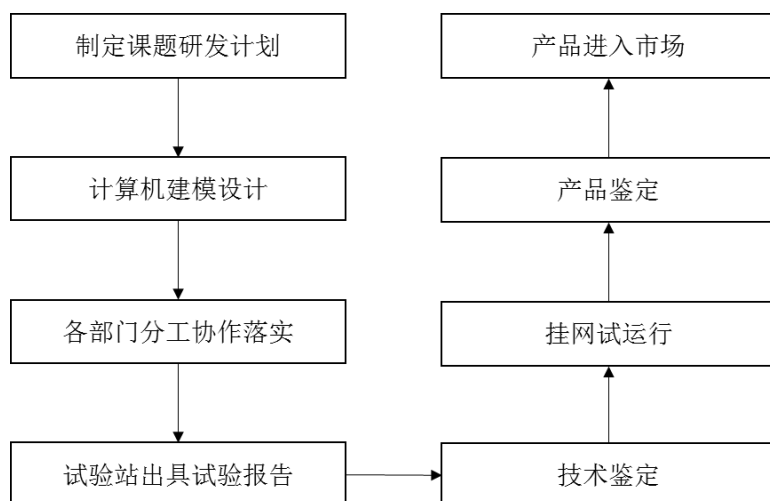 制定课题研发计划
计算机建模设计
各部门分工协作落实
试验站出具试验报告
技术鉴定
挂网试运行
产品鉴定
产品进入市场